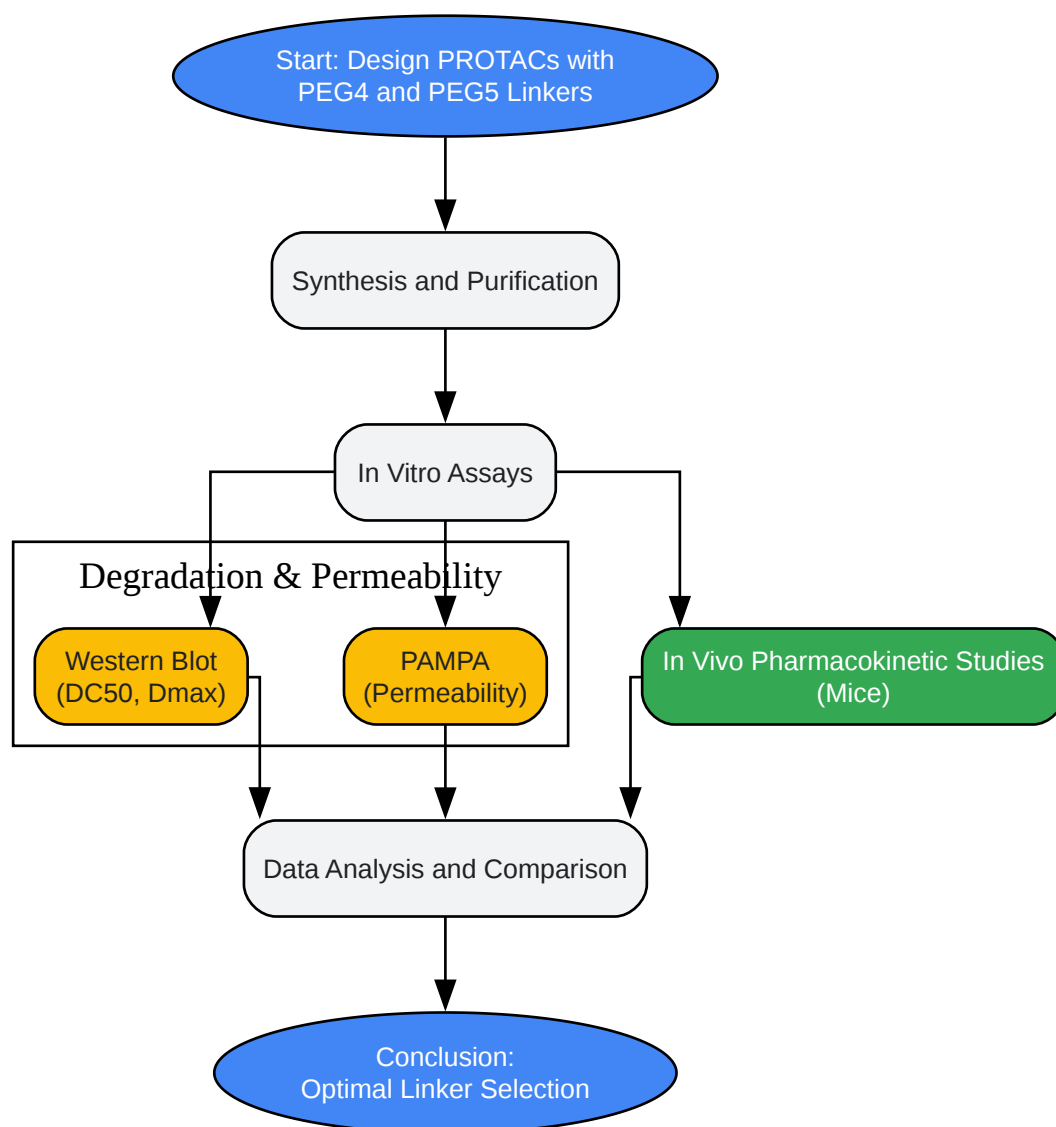 Start: Design PROTACs with
PEG4 and PEG5 Linkers
Synthesis and Purification
In Vitro Assays
Degradation & Permeability
Western Blot
(DC50, Dmax)
PAMPA
(Permeability)
In Vivo Pharmacokinetic Studies
(Mice)
Data Analysis and Comparison
Conclusion:
Optimal Linker Selection